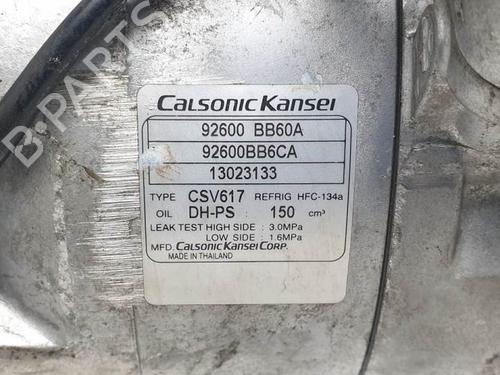 CALSONIC KANSEI
92600 BB60A
92600BB6CA
13023133
TYPE CSV617 REFRIG HFC-134a
OIL DH-PS : 150 cm³
LEAK TEST HIGH SIDE : 3.0MPa
LOW SIDE : 1.6MPa
MFD. CALSONIC KANSEI CORP.
MADE IN THAILAND